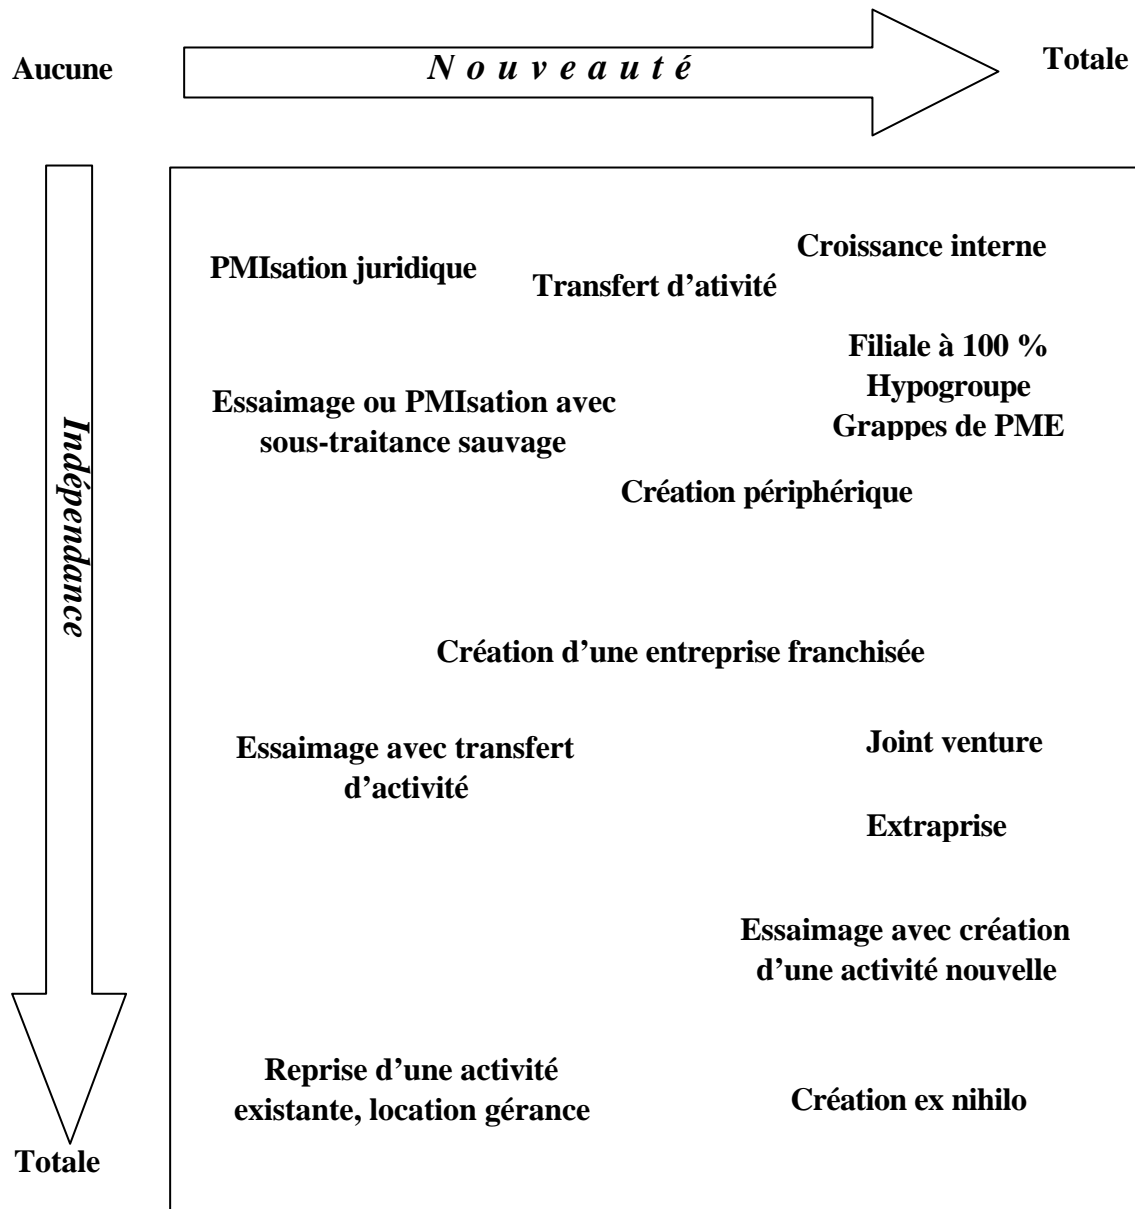 Aucune
Nouveauté
Totale
Indépendance
Croissance interne
PMIsation juridique
Transfert d’ativité
Filiale à 100 %
Hypogroupe
Grappes de PME
Essaimage ou PMIsation avec
sous-traitance sauvage
Création périphérique
Création d’une entreprise franchisée
Essaimage avec transfert
d’activité
Joint venture
Extraprise
Essaimage avec création
d’une activité nouvelle
Reprise d’une activité
existante, location gérance
Création ex nihilo
Totale